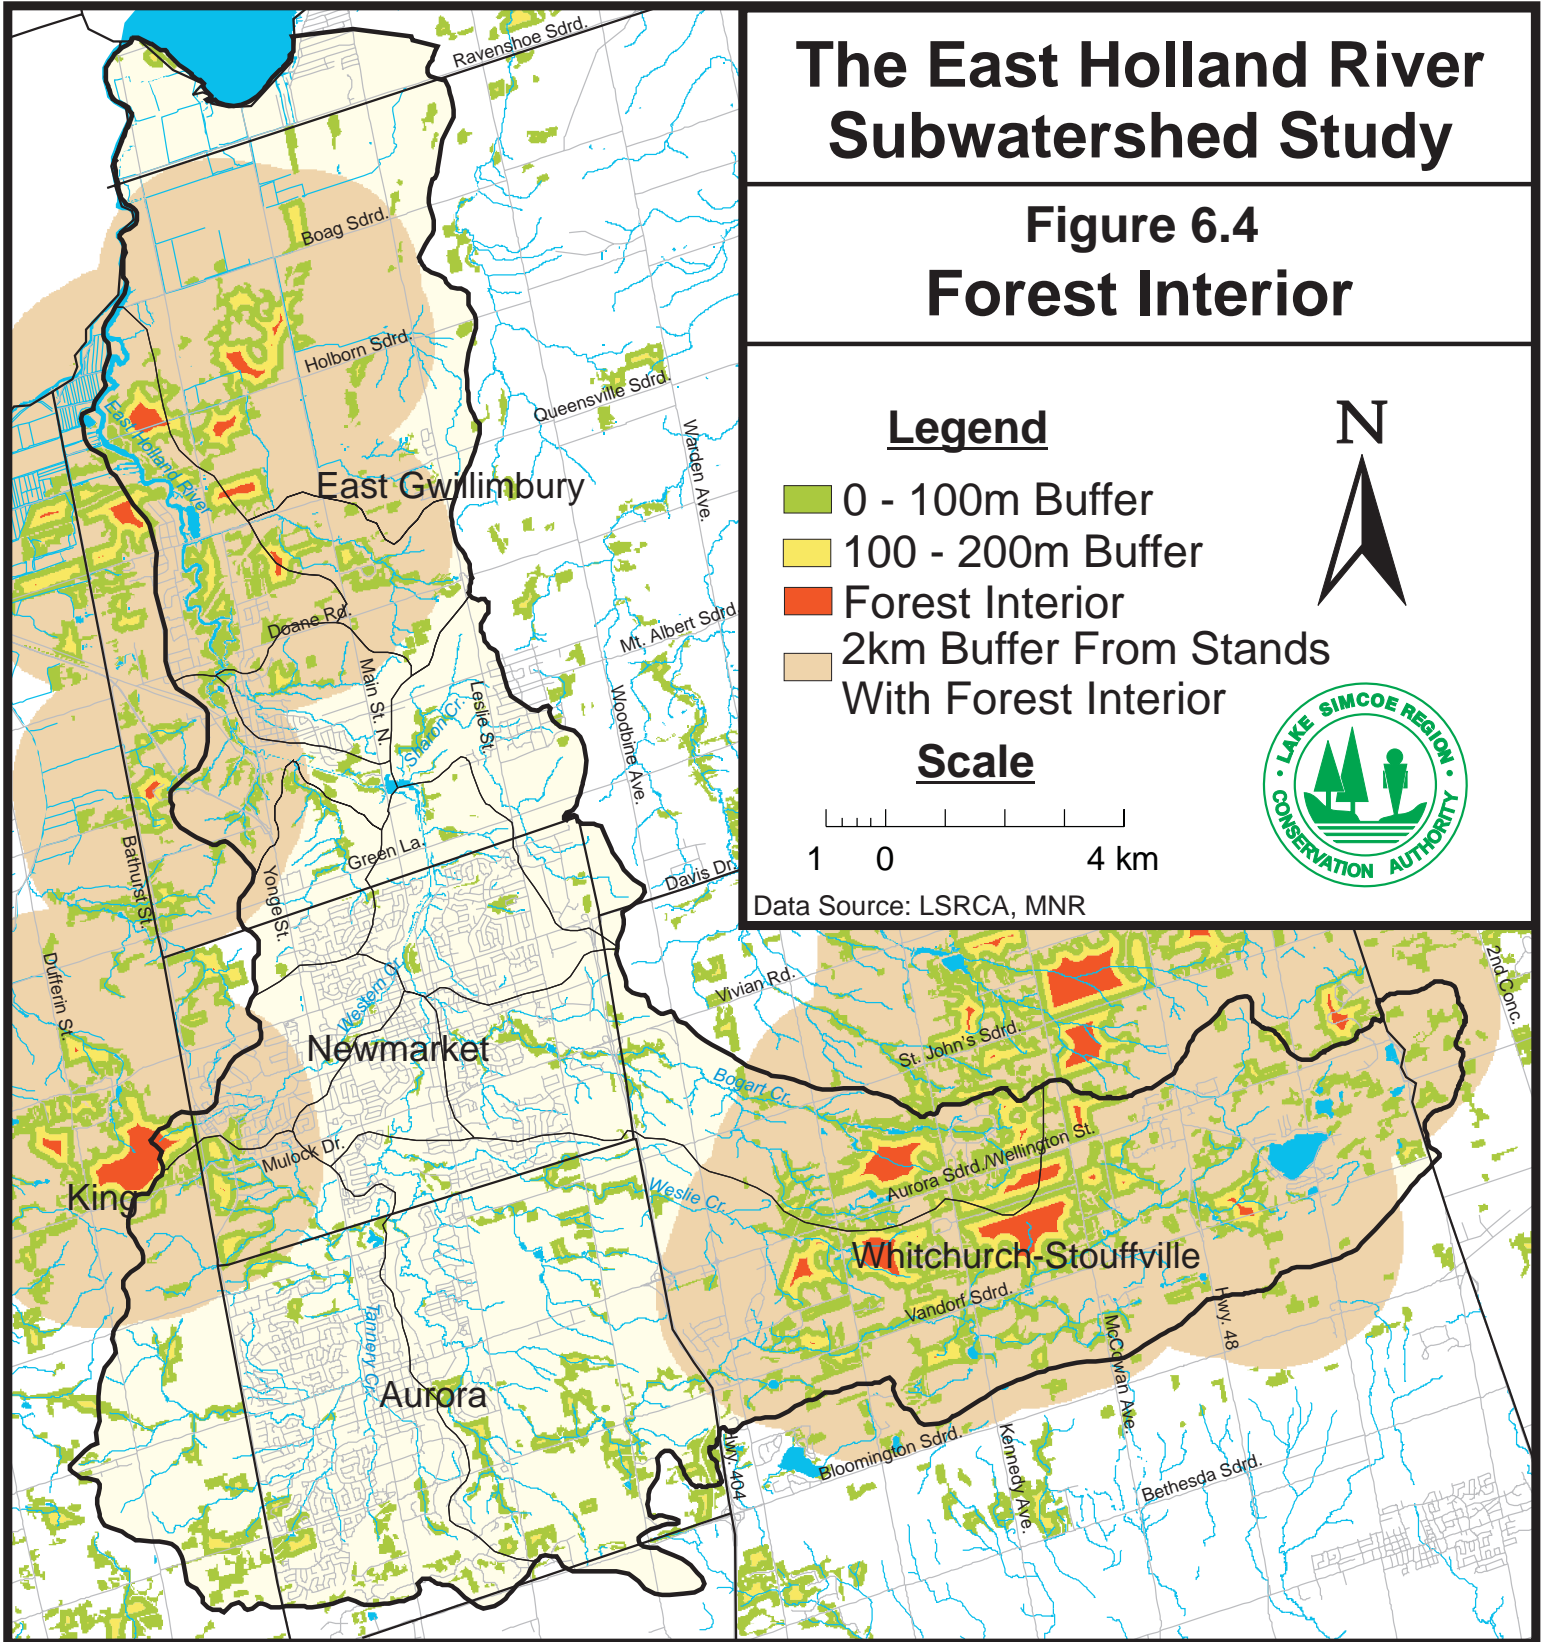 The East Holland River
Subwatershed Study
Figure 6.4
Forest Interior
Legend
0 - 100m Buffer
100 - 200m Buffer
Forest Interior
2km Buffer From Stands
With Forest Interior
N
Scale
1 0 4 km
Data Source: LSRCA, MNR
LAKE SIMCOE REGION
CONSERVATION AUTHORITY
Ravenshoe Sdrd.
Boag Sdrd.
Holborn Sdrd.
Queensville Sdrd.
Warden Ave.
East Holland River
East Gwillimbury
Doane Rd.
Mt. Albert Sdrd.
Main St. N.
Leslie St.
Sharon Cr.
Woodbine Ave.
Bathurst St.
Green La.
Yonge St.
Davis Dr.
Dufferin St.
Western Cr.
Vivian Rd.
2nd Conc.
St. John's Sdrd.
Newmarket
Bogart Cr.
Mulock Dr.
Aurora Sdrd./Wellington St.
King
Weslie Cr.
Whitchurch-Stouffville
Vandorf Sdrd.
Hwy. 48
McCowan Ave.
Tannery Cr.
Aurora
Hwy. 404
Bloomington Sdrd.
Kennedy Ave.
Bethesda Sdrd.